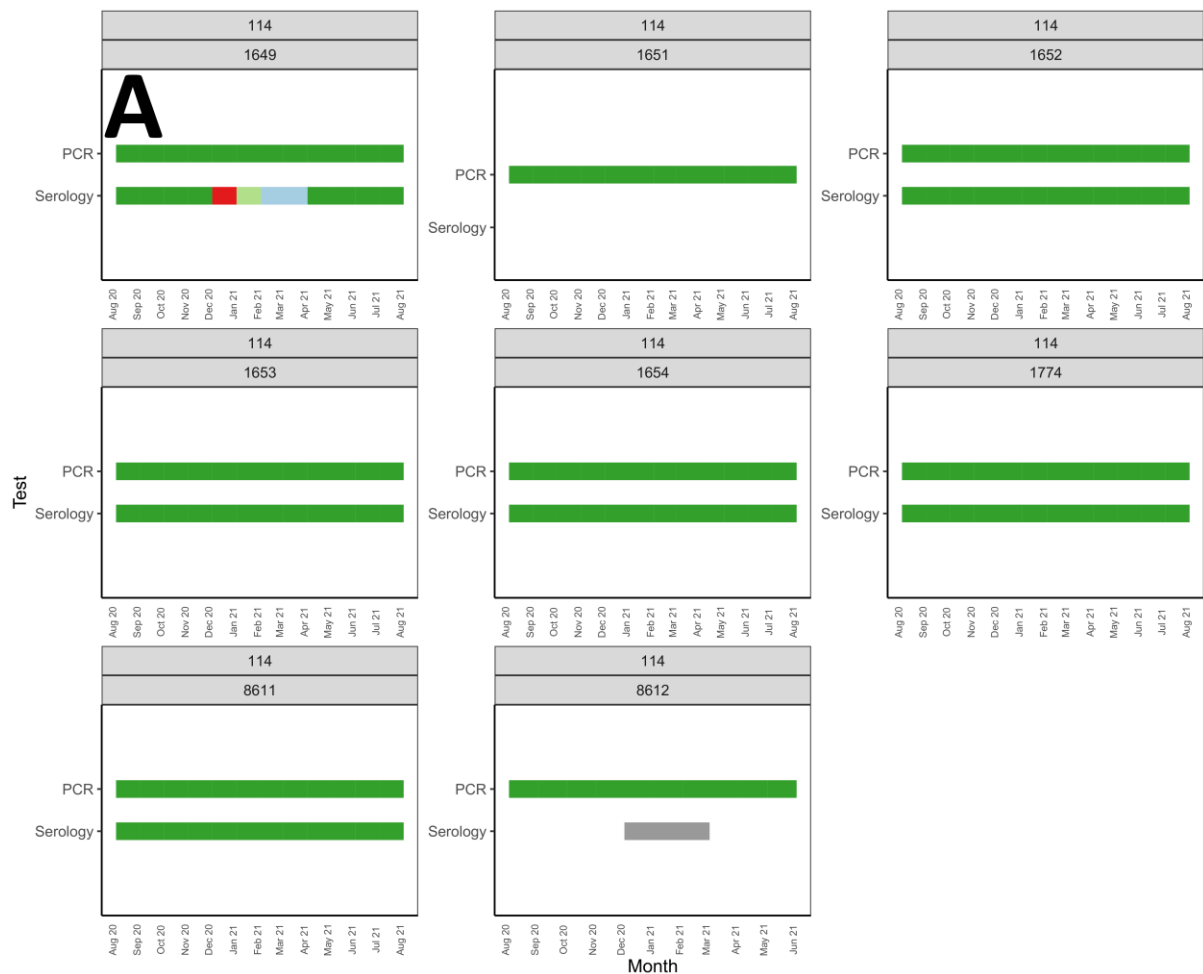 114
1649
A
PCR
Serology
Aug 20 Sep 20 Oct 20 Nov 20 Dec 20 Jan 21 Feb 21 Mar 21 Apr 21 May 21 Jun 21 Jul 21 Aug 21
114
1651
PCR
Serology
Aug 20 Sep 20 Oct 20 Nov 20 Dec 20 Jan 21 Feb 21 Mar 21 Apr 21 May 21 Jun 21 Jul 21 Aug 21
114
1652
PCR
Serology
Aug 20 Sep 20 Oct 20 Nov 20 Dec 20 Jan 21 Feb 21 Mar 21 Apr 21 May 21 Jun 21 Jul 21 Aug 21
Test
114
1653
PCR
Serology
Aug 20 Sep 20 Oct 20 Nov 20 Dec 20 Jan 21 Feb 21 Mar 21 Apr 21 May 21 Jun 21 Jul 21 Aug 21
114
1654
PCR
Serology
Aug 20 Sep 20 Oct 20 Nov 20 Dec 20 Jan 21 Feb 21 Mar 21 Apr 21 May 21 Jun 21 Jul 21 Aug 21
114
1774
PCR
Serology
Aug 20 Sep 20 Oct 20 Nov 20 Dec 20 Jan 21 Feb 21 Mar 21 Apr 21 May 21 Jun 21 Jul 21 Aug 21
114
8611
PCR
Serology
Aug 20 Sep 20 Oct 20 Nov 20 Dec 20 Jan 21 Feb 21 Mar 21 Apr 21 May 21 Jun 21 Jul 21 Aug 21
114
8612
PCR
Serology
Aug 20 Sep 20 Oct 20 Nov 20 Dec 20 Jan 21 Feb 21 Mar 21 Apr 21 May 21 Jun 21
Month